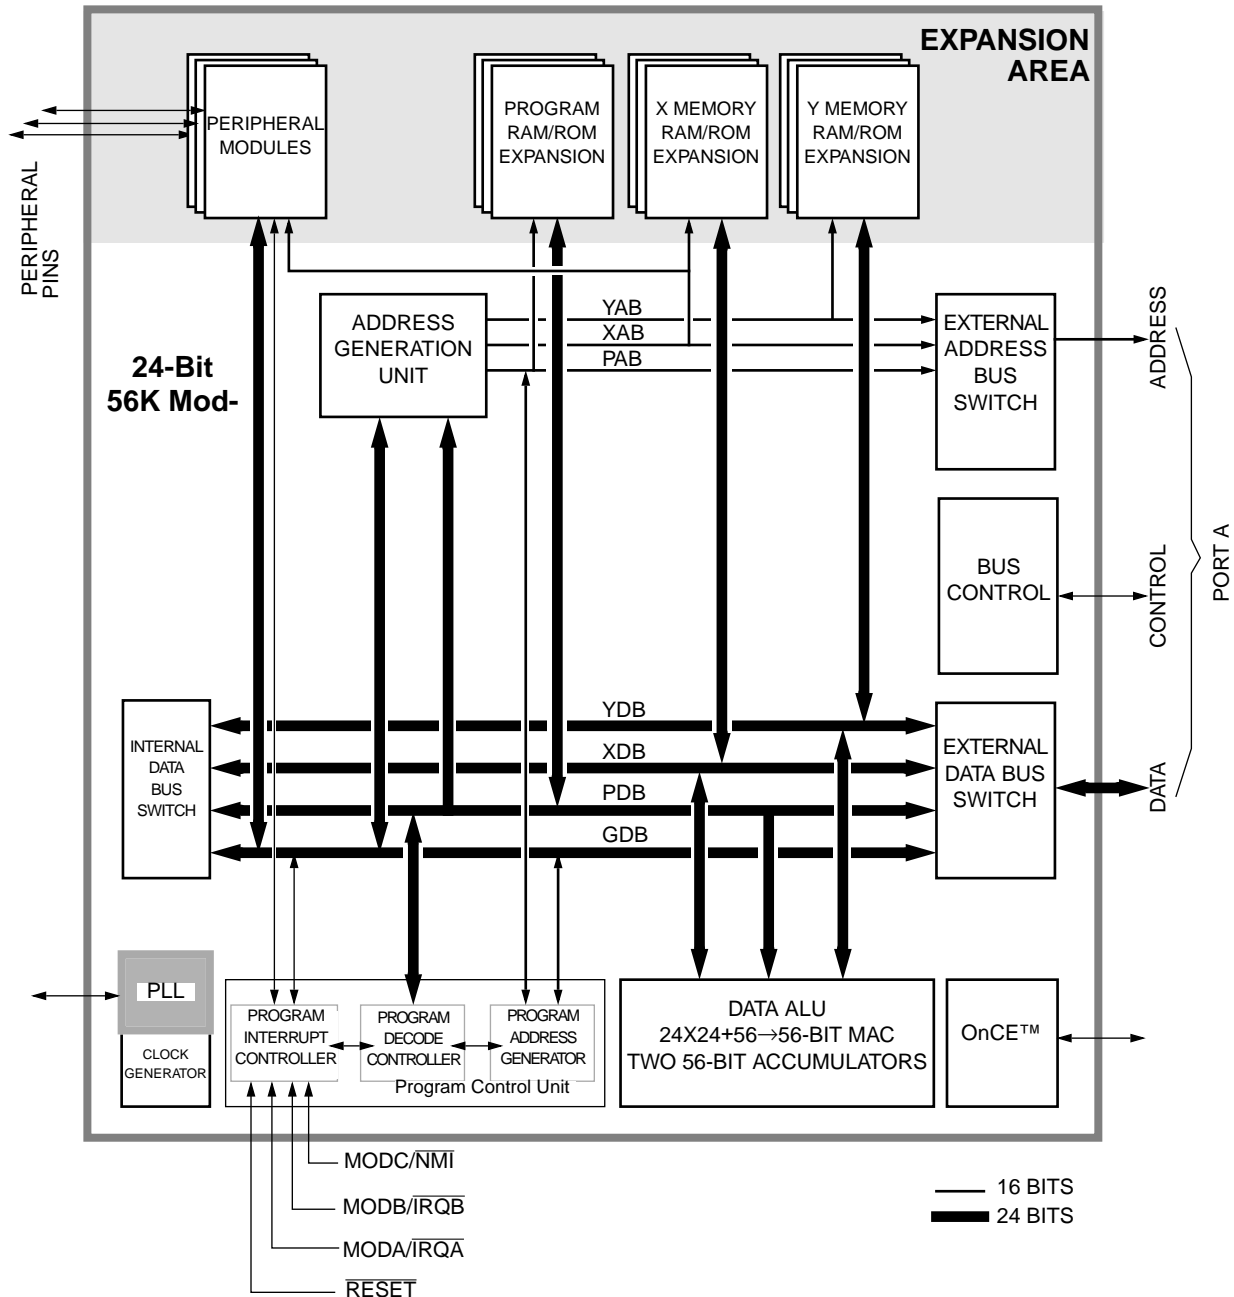 EXPANSION
AREA
PERIPHERAL
MODULES
PROGRAM
RAM/ROM
EXPANSION
X MEMORY
RAM/ROM
EXPANSION
Y MEMORY
RAM/ROM
EXPANSION
PERIPHERAL
PINS
24-Bit
56K Mod-
ADDRESS
GENERATION
UNIT
YAB
XAB
PAB
EXTERNAL
ADDRESS
BUS
SWITCH
ADDRESS
BUS
CONTROL
CONTROL
PORT A
INTERNAL
DATA
BUS
SWITCH
YDB
XDB
PDB
GDB
EXTERNAL
DATA BUS
SWITCH
DATA
PLL
CLOCK
GENERATOR
PROGRAM
INTERRUPT
CONTROLLER
PROGRAM
DECODE
CONTROLLER
PROGRAM
ADDRESS
GENERATOR
Program Control Unit
DATA ALU
24X24+56→56-BIT MAC
TWO 56-BIT ACCUMULATORS
OnCE™
MODC/NMI
MODB/IRQB
MODA/IRQA
RESET
16 BITS
24 BITS